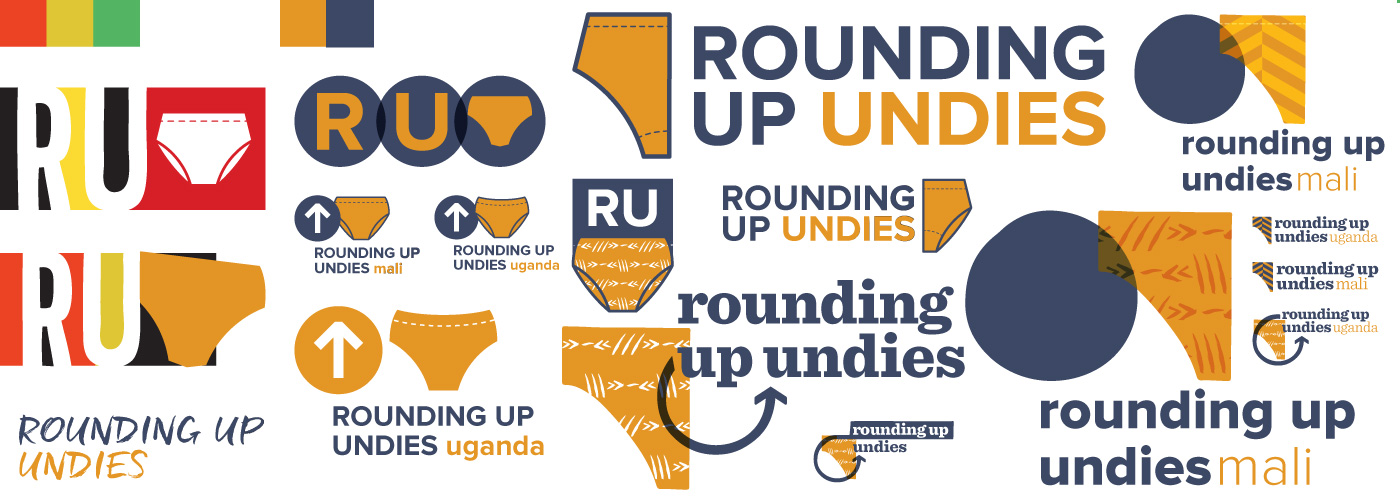 RU
RU
ROUNDING UP
UNDIES
RU
ROUNDING UP
UNDIES mali
ROUNDING UP
UNDIES uganda
ROUNDING UP
UNDIES uganda
ROUNDING
UP UNDIES
RU
ROUNDING
UP UNDIES
rounding
up undies
rounding up
undies
rounding up
undies mali
rounding up
undies uganda
rounding up
undies mali
rounding up
undies uganda
rounding up
undies mali